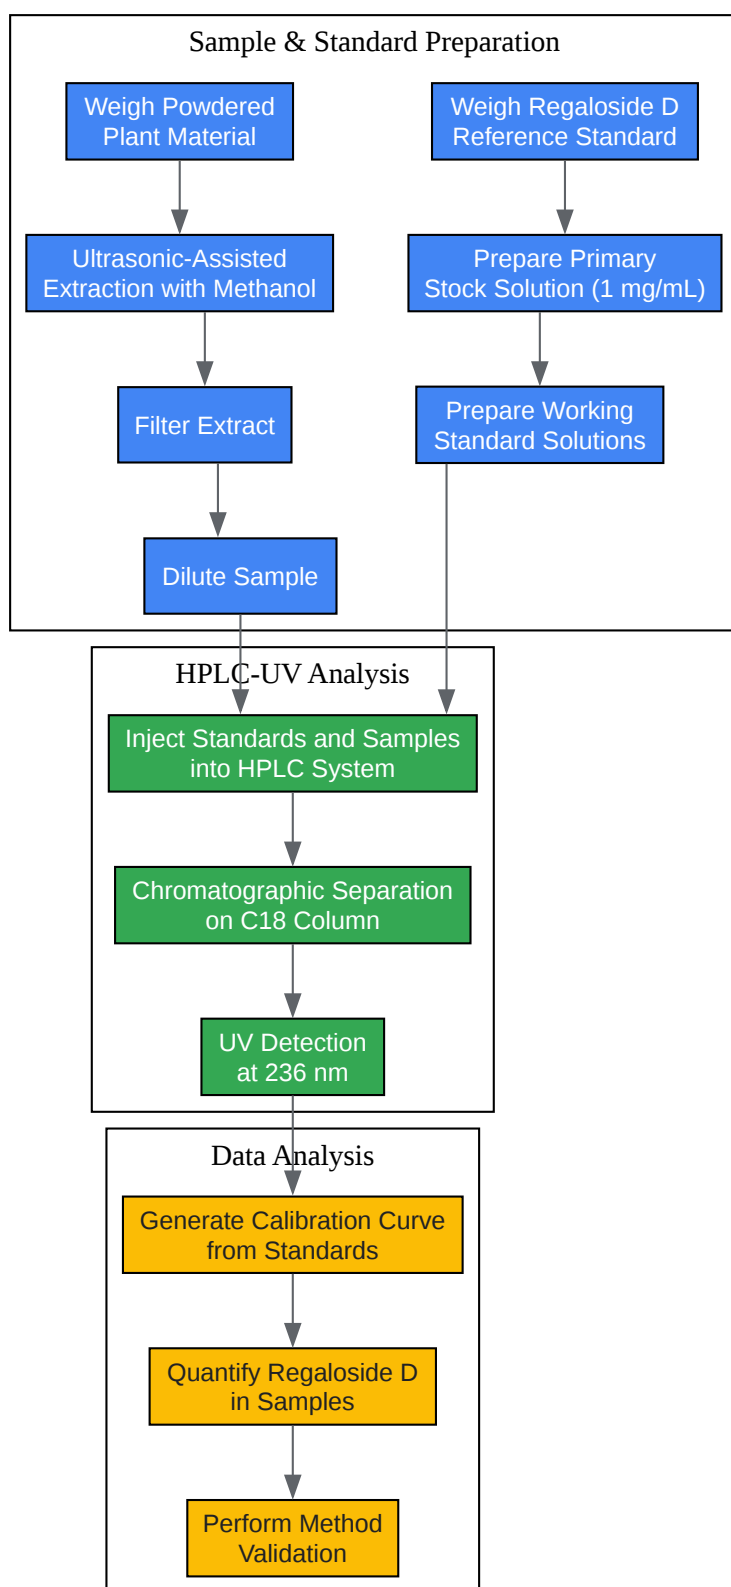 Sample & Standard Preparation
Weigh Powdered
Plant Material
Weigh Regaloside D
Reference Standard
Ultrasonic-Assisted
Extraction with Methanol
Prepare Primary
Stock Solution (1 mg/mL)
Filter Extract
Prepare Working
Standard Solutions
Dilute Sample
HPLC-UV Analysis
Inject Standards and Samples
into HPLC System
Chromatographic Separation
on C18 Column
UV Detection
at 236 nm
Data Analysis
Generate Calibration Curve
from Standards
Quantify Regaloside D
in Samples
Perform Method
Validation